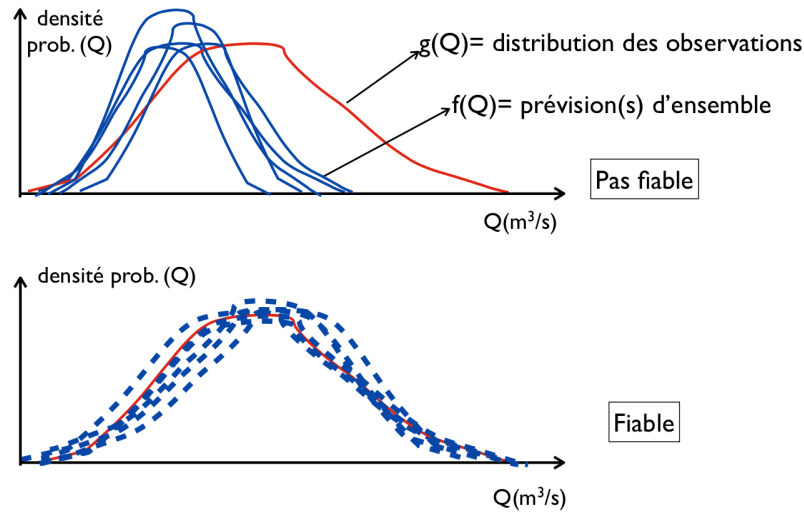 densité
prob. (Q)
g(Q)= distribution des observations
f(Q)= prévision(s) d'ensemble
Pas fiable
Q(m³/s)
densité prob. (Q)
Fiable
Q(m³/s)